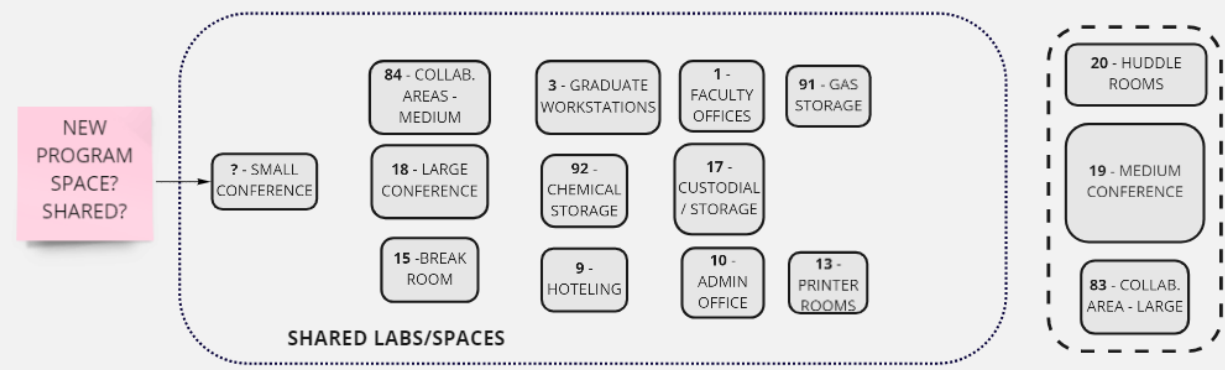 NEW
PROGRAM
SPACE?
SHARED?
? - SMALL
CONFERENCE
84 - COLLAB.
AREAS -
MEDIUM
18 - LARGE
CONFERENCE
15 -BREAK
ROOM
3 - GRADUATE
WORKSTATIONS
92 -
CHEMICAL
STORAGE
9 -
HOTELING
1 -
FACULTY
OFFICES
17 -
CUSTODIAL
/ STORAGE
10 -
ADMIN
OFFICE
91 - GAS
STORAGE
13 -
PRINTER
ROOMS
SHARED LABS/SPACES
20 - HUDDLE
ROOMS
19 - MEDIUM
CONFERENCE
83 - COLLAB.
AREA - LARGE